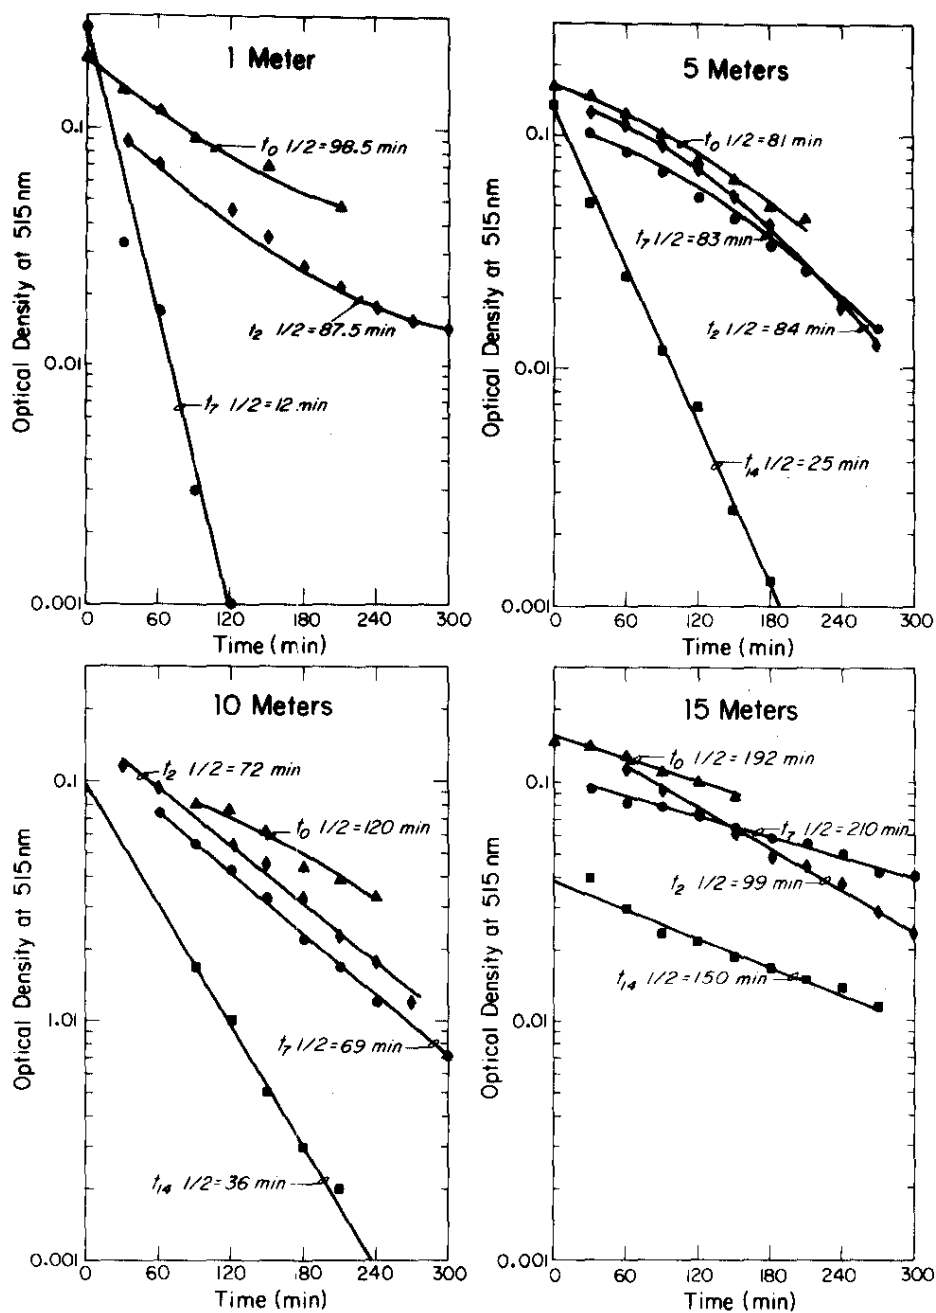 1 Meter
Optical Density at 515nm
0.1
0.01
0.001
t₀ 1/2=98.5 min
t₂ 1/2=87.5 min
t₇ 1/2=12 min
0 60 120 180 240 300
Time (min)
5 Meters
Optical Density at 515nm
0.1
0.01
0.001
t₀ 1/2=81 min
t₇ 1/2=83 min
t₂ 1/2=84 min
t₁₄ 1/2=25 min
0 60 120 180 240 300
Time (min)
10 Meters
Optical Density at 515nm
0.1
1.01
0.001
t₂ 1/2=72 min
t₀ 1/2=120 min
t₇ 1/2=69 min
t₁₄ 1/2=36 min
0 60 120 180 240 300
Time (min)
15 Meters
Optical Density at 515nm
0.1
0.01
0.001
t₀ 1/2=192 min
t₇ 1/2=210 min
t₂ 1/2=99 min
t₁₄ 1/2=150 min
0 60 120 180 240 300
Time (min)